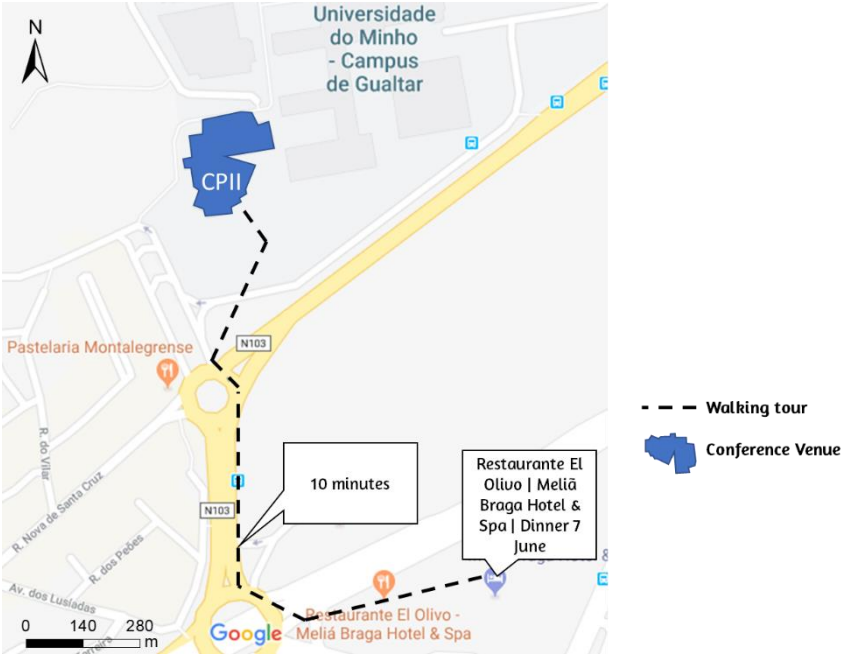 N
Universidade
do Minho
- Campus
de Gualtar
CPII
N103
Pastelaria Montalegrense
R. do Vilar
R. Nova de Santa Cruz
R. dos Peões
Av. dos Lusíadas
N103
10 minutes
Restaurante El
Olivo | Meliã
Braga Hotel &
Spa | Dinner 7
June
Restaurante El Olivo -
Meliá Braga Hotel & Spa
Google
0 140 280
m
Walking tour
Conference Venue